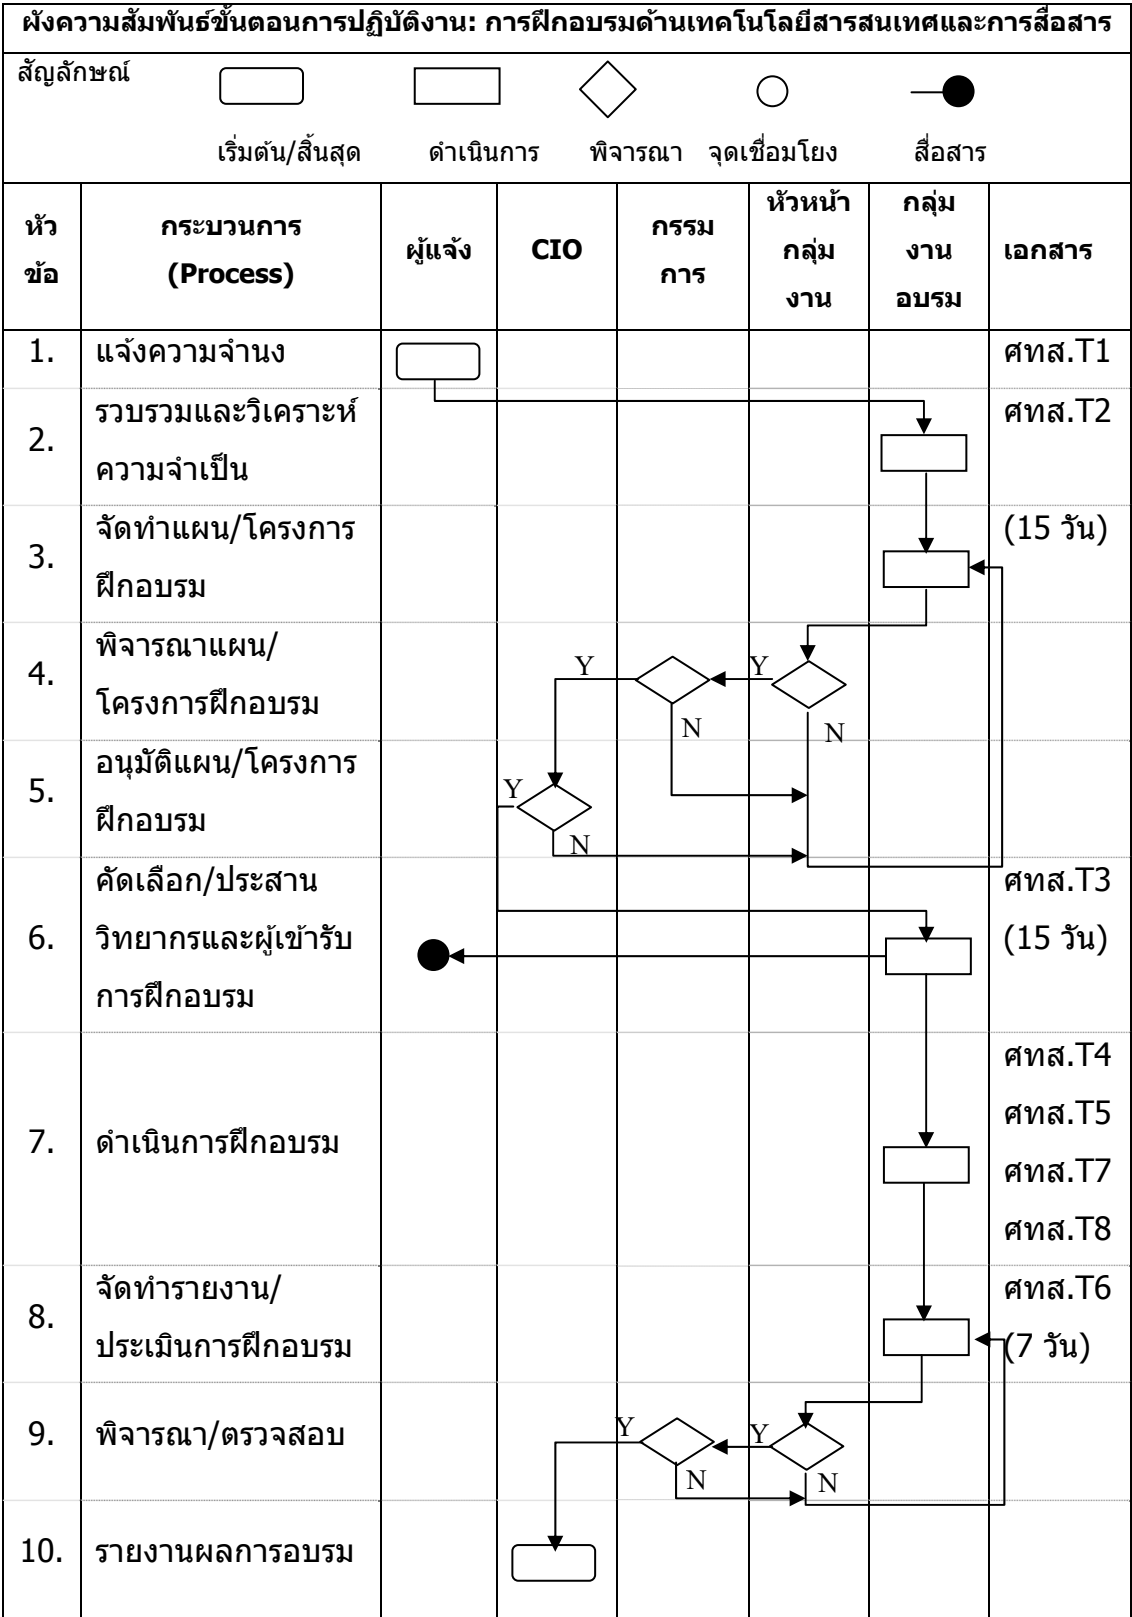 ผังความสัมพันธ์ขั้นตอนการปฏิบัติงาน: การฝึกอบรมด้านเทคโนโลยีสารสนเทศและการสื่อสาร
สัญลักษณ์
เริ่มต้น/สิ้นสุด ดำเนินการ พิจารณา จุดเชื่อมโยง สื่อสาร
หัว
ข้อ
กระบวนการ
(Process)
ผู้แจ้ง
CIO
กรรม
การ
หัวหน้า
กลุ่ม
งาน
กลุ่ม
งาน
อบรม
เอกสาร
1. แจ้งความจำนง ศทส.T1
2. รวบรวมและวิเคราะห์
ความจำเป็น
ศทส.T2
3. จัดทำแผน/โครงการ
ฝึกอบรม
(15 วัน)
4. พิจารณาแผน/
โครงการฝึกอบรม
Y
Y
N
N
5. อนุมัติแผน/โครงการ
ฝึกอบรม
Y
N
6. คัดเลือก/ประสาน
วิทยากรและผู้เข้ารับ
การฝึกอบรม
ศทส.T3
(15 วัน)
7. ดำเนินการฝึกอบรม
ศทส.T4
ศทส.T5
ศทส.T7
ศทส.T8
8. จัดทำรายงาน/
ประเมินการฝึกอบรม
ศทส.T6
(7 วัน)
9. พิจารณา/ตรวจสอบ
Y
Y
N
N
10. รายงานผลการอบรม